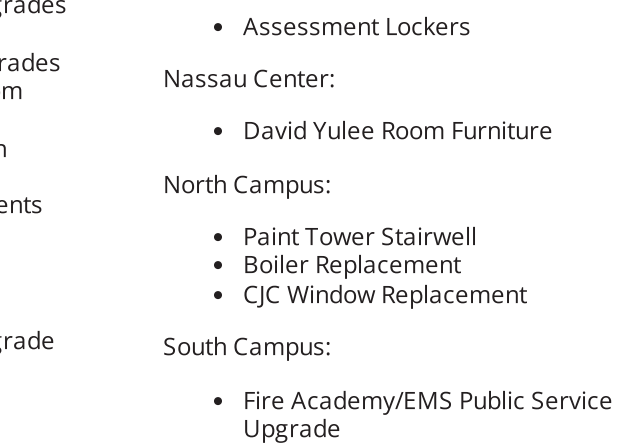 • Assessment Lockers
Nassau Center:
• David Yulee Room Furniture
North Campus:
• Paint Tower Stairwell
• Boiler Replacement
• CJC Window Replacement
South Campus:
• Fire Academy/EMS Public Service
Upgrade